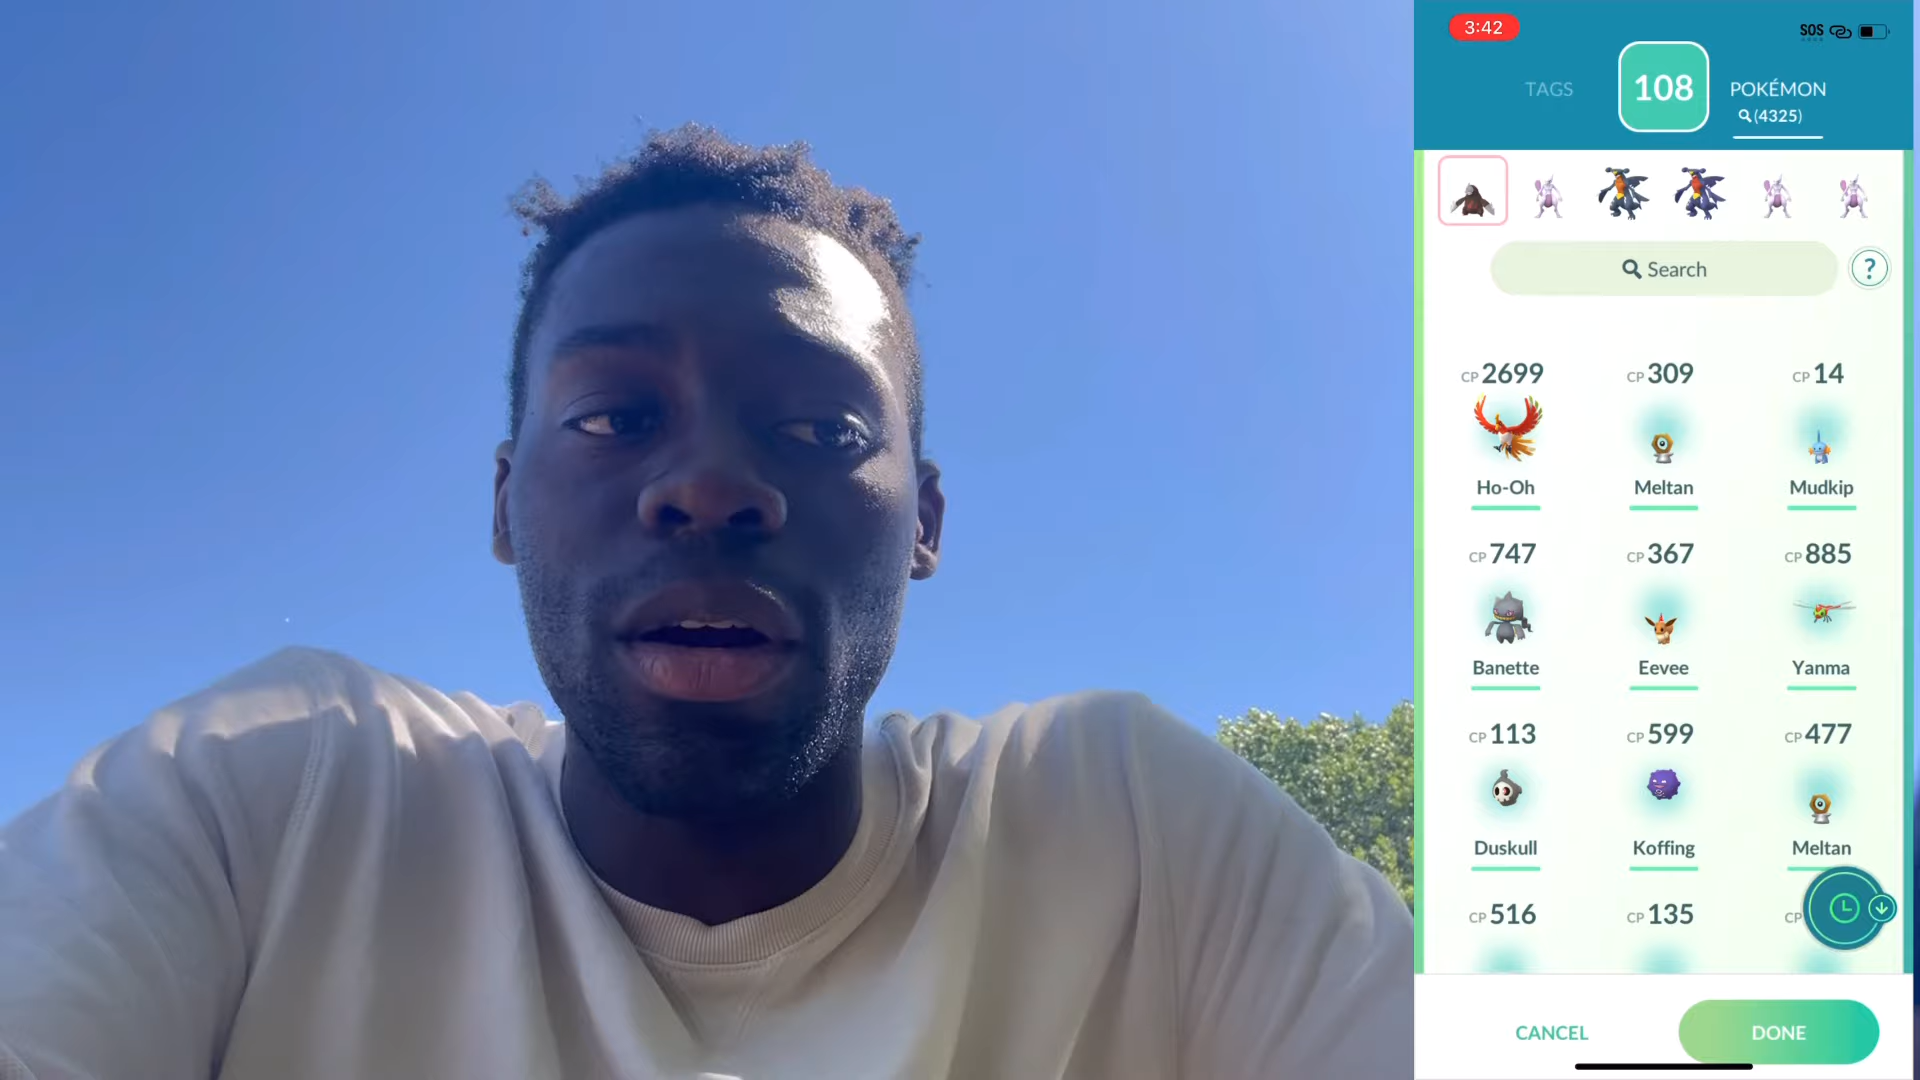 3:42
SOS
TAGS
108
POKÉMON
(4325)
Search
?
CP 2699
CP 309
CP 14
Ho-Oh
Meltan
Mudkip
CP 747
CP 367
CP 885
Banette
Eevee
Yanma
CP 113
CP 599
CP 477
Duskull
Koffing
Meltan
CP 516
CP 135
CP
CANCEL
DONE